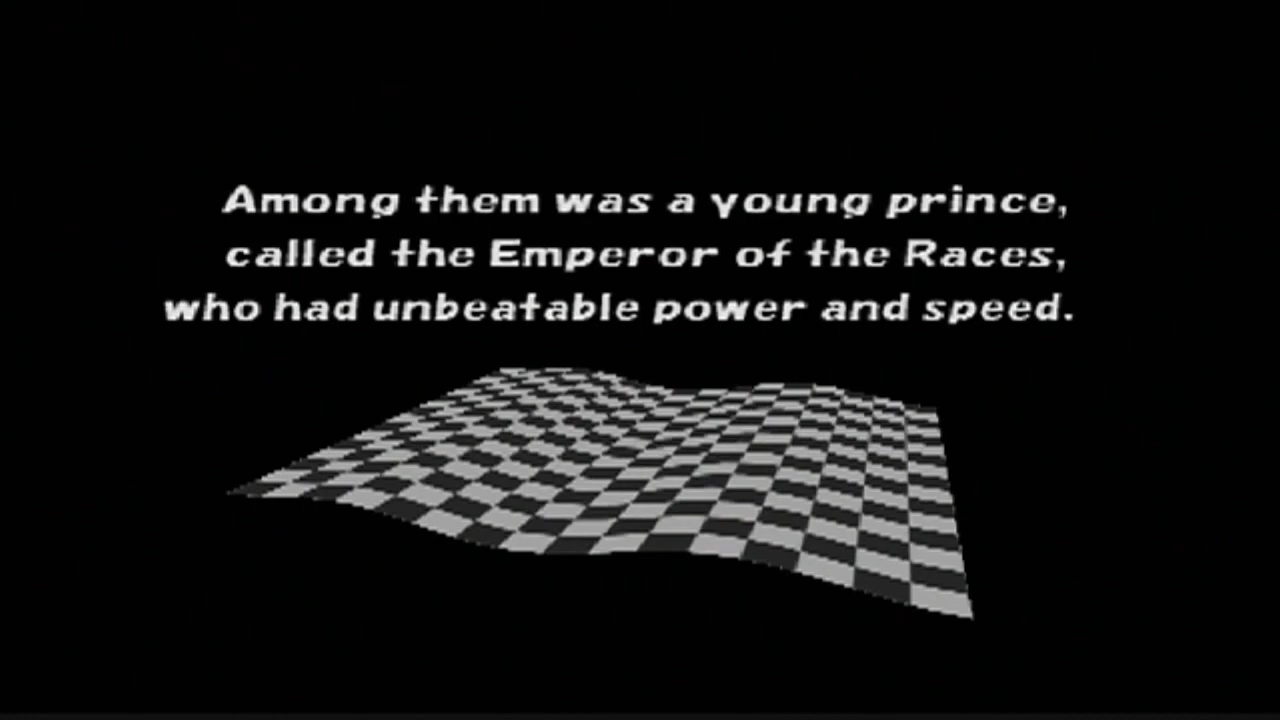 Among them was a young prince,
called the Emperor of the Races,
who had unbeatable power and speed.